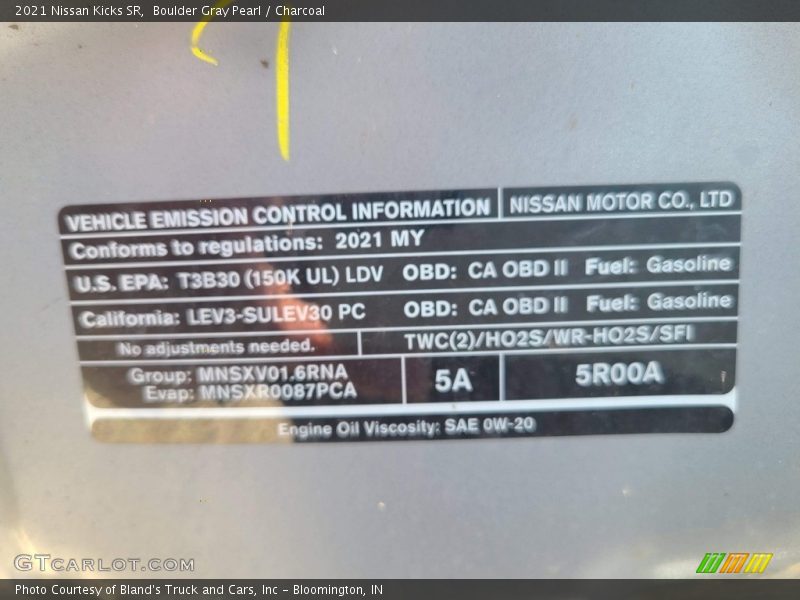 2021 Nissan Kicks SR, Boulder Gray Pearl / Charcoal
VEHICLE EMISSION CONTROL INFORMATION NISSAN MOTOR CO., LTD
Conforms to regulations: 2021 MY
U.S. EPA: T3B30 (150K UL) LDV OBD: CA OBD II Fuel: Gasoline
California: LEV3-SULEV30 PC OBD: CA OBD II Fuel: Gasoline
No adjustments needed. TWC(2)/HO2S/WR-HO2S/SFI
Group: MNSXV01.6RNA
Evap: MNSXR0087PCA
5A
5R00A
Engine Oil Viscosity: SAE 0W-20
GTCARLOT.COM
Photo Courtesy of Bland's Truck and Cars, Inc - Bloomington, IN